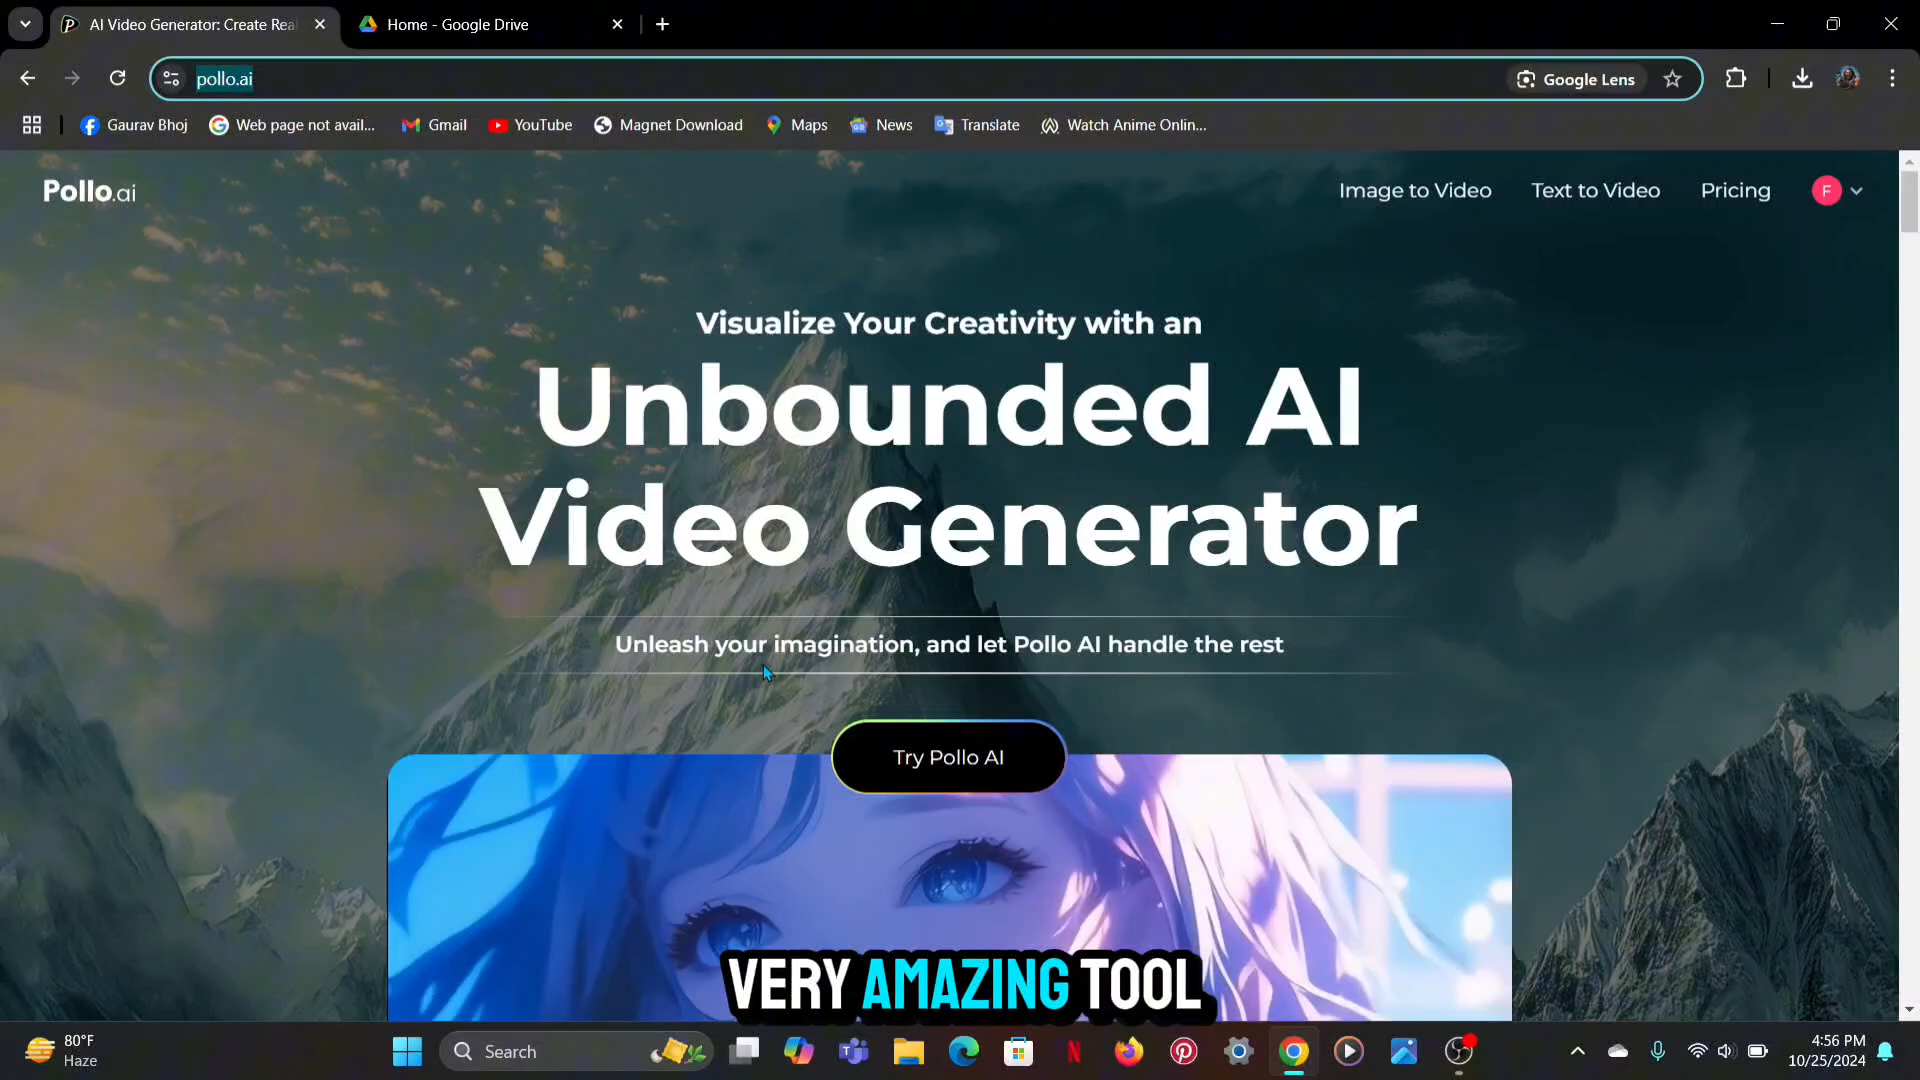 AI Video Generator: Create Rea
Home - Google Drive
pollo.ai
Google Lens
Gaurav Bhoj
Web page not avail...
Gmail
YouTube
Magnet Download
Maps
News
Translate
Watch Anime Onlin...
Pollo.ai
Image to Video
Text to Video
Pricing
F
Visualize Your Creativity with an
Unbounded AI
Video Generator
Unleash your imagination, and let Pollo AI handle the rest
Try Pollo AI
VERY AMAZING TOOL
80°F
Haze
Search
4:56 PM
10/25/2024